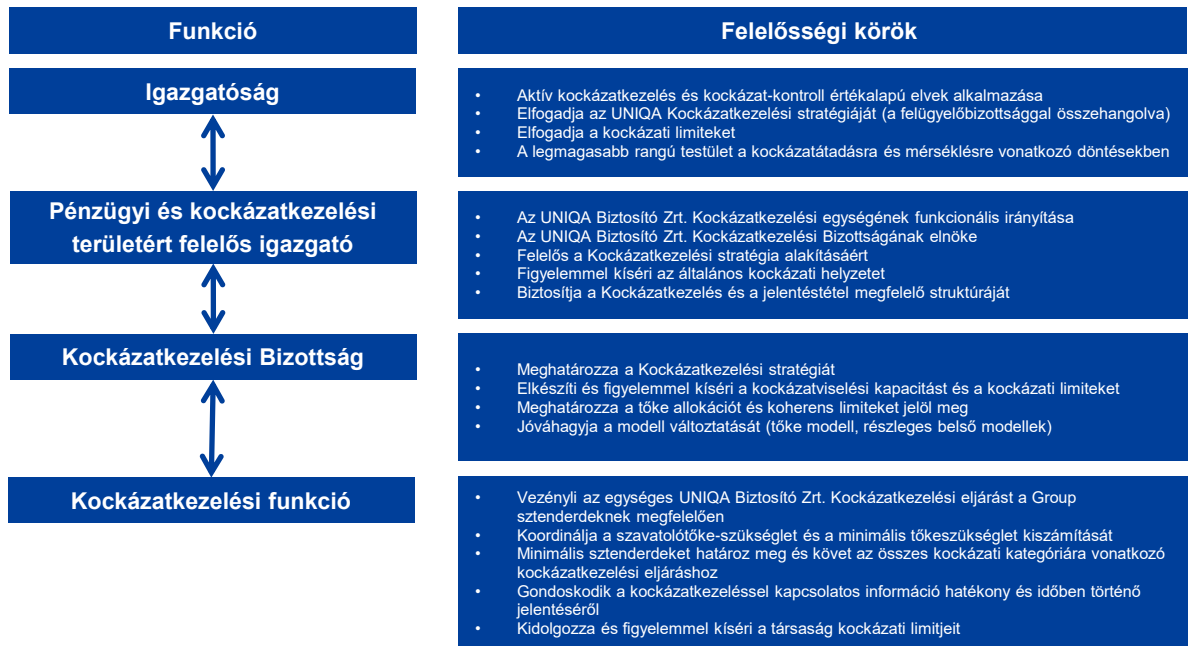 Funkció
Felelősségi körök
Igazgatóság
• Aktív kockázatkezelés és kockázat-kontroll értékalapú elvek alkalmazása
• Elfogadja az UNIQA Kockázatkezelési stratégiáját (a felügyelőbizottsággal összehangolva)
• Elfogadja a kockázati limiteket
• A legmagasabb rangú testület a kockázatátadásra és mérséklésre vonatkozó döntésekben
Pénzügyi és kockázatkezelési
területért felelős igazgató
• Az UNIQA Biztosító Zrt. Kockázatkezelési egységének funkcionális irányítása
• Az UNIQA Biztosító Zrt. Kockázatkezelési Bizottságának elnöke
• Felelős a Kockázatkezelési stratégia alakításáért
• Figyelemmel kíséri az általános kockázati helyzetet
• Biztosítja a Kockázatkezelés és a jelentéstétel megfelelő struktúráját
Kockázatkezelési Bizottság
• Meghatározza a Kockázatkezelési stratégiát
• Elkészíti és figyelemmel kíséri a kockázatviselési kapacitást és a kockázati limiteket
• Meghatározza a tőke allokációt és koherens limiteket jelöl meg
• Jóváhagyja a modell változtatását (tőke modell, részleges belső modellek)
Kockázatkezelési funkció
• Vezényli az egységes UNIQA Biztosító Zrt. Kockázatkezelési eljárást a Group
sztenderdeknek megfelelően
• Koordinálja a szavatolótőke-szükséglet és a minimális tőkeszükséglet kiszámítását
• Minimális sztenderdeket határoz meg és követ az összes kockázati kategóriára vonatkozó
kockázatkezelési eljáráshoz
• Gondoskodik a kockázatkezeléssel kapcsolatos információ hatékony és időben történő
jelentéséről
• Kidolgozza és figyelemmel kíséri a társaság kockázati limitjeit